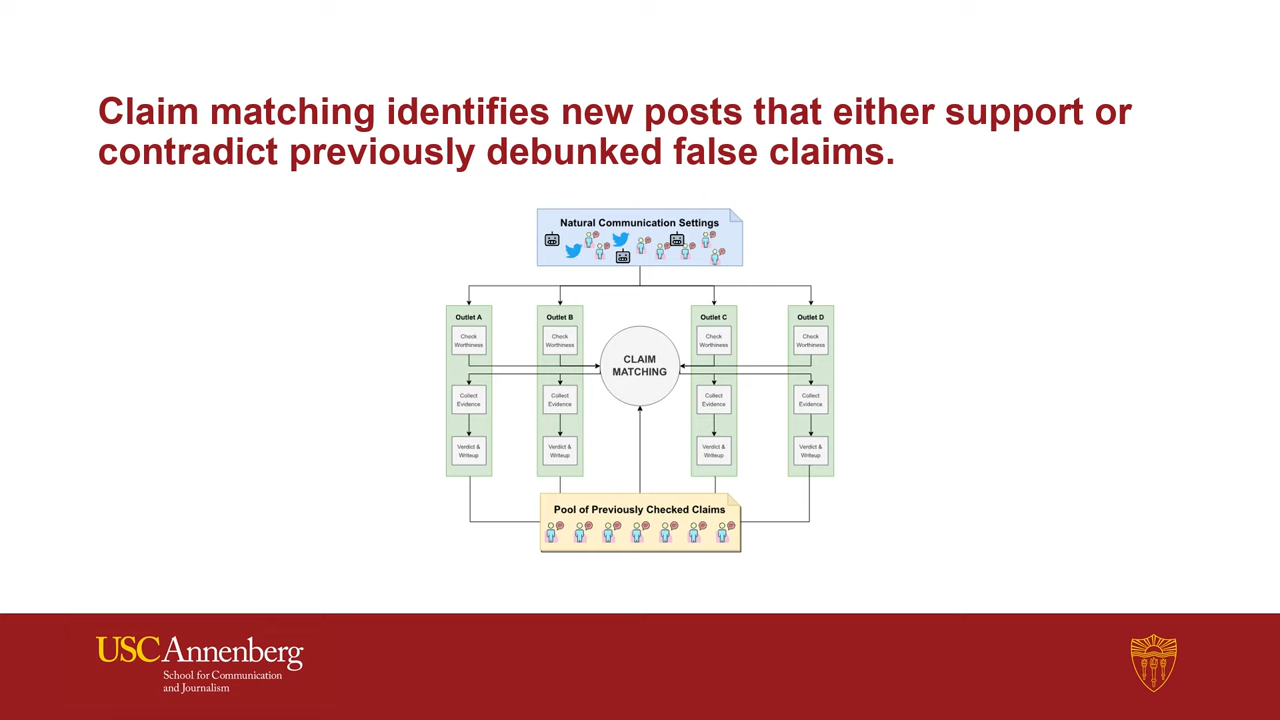 Claim matching identifies new posts that either support or
contradict previously debunked false claims.
Natural Communication Settings
Outlet A
Check
Worthiness
Collect
Evidence
Verdict &
Writeup
Outlet B
Check
Worthiness
Collect
Evidence
Verdict &
Writeup
CLAIM
MATCHING
Outlet C
Check
Worthiness
Collect
Evidence
Verdict &
Writeup
Outlet D
Check
Worthiness
Collect
Evidence
Verdict &
Writeup
Pool of Previously Checked Claims
USC Annenberg
School for Communication
and Journalism